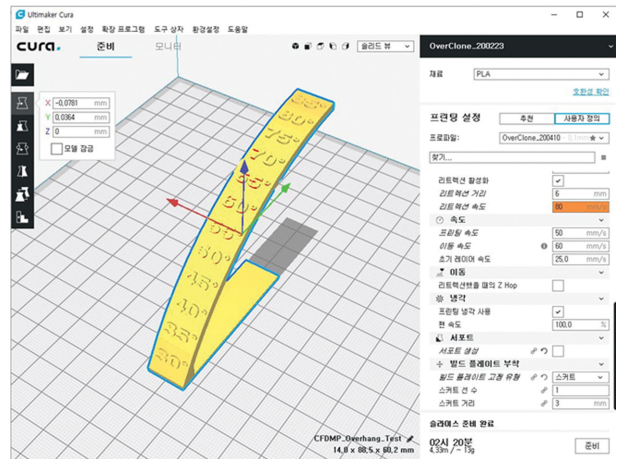 Ultimaker Cura
파일 편집 보기 설정 확장 프로그램 도구 상자 환경설정 도움말
cura. 준비 모니터 솔리드 뷰
OverClone_200223
재료 PLA
호환성 확인
프린팅 설정 추천 사용자 정의
프로파일: OverClone_200410 - 0.1mm
찾기...
X -0,0781 mm
Y 0,0364 mm
Z 0 mm
모델 잠금
리트렉션 활성화
리트렉션 거리 6 mm
리트렉션 속도 80 mm/s
속도
프린팅 속도 50 mm/s
이동 속도 60 mm/s
초기 레이어 속도 25,0 mm/s
이동
리트렉션했을 때의 Z Hop
냉각
프린팅 냉각 사용
팬 속도 100,0 %
서포트
서포트 생성
빌드 플레이트 부착
빌드 플레이트 고정 유형 스커트
스커트 선 수 1
스커트 거리 3 mm
85°
80°
75°
70°
65°
60°
55°
50°
45°
40°
35°
30°
CFDMP_Overhang_Test
14,0 x 88,5 x 60,2 mm
슬라이스 준비 완료
02시 20분
4,33m / ~ 13g
준비